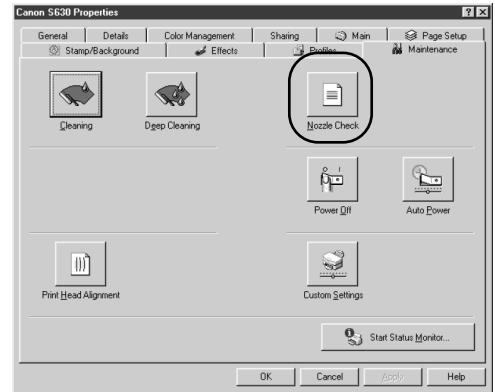 Canon S630 Properties
General Details Color Management Sharing Main Page Setup
Stamp/Background Effects Profiles Maintenance
Cleaning Deep Cleaning Nozzle Check
Power Off Auto Power
Print Head Alignment Custom Settings
Start Status Monitor...
OK Cancel Apply Help